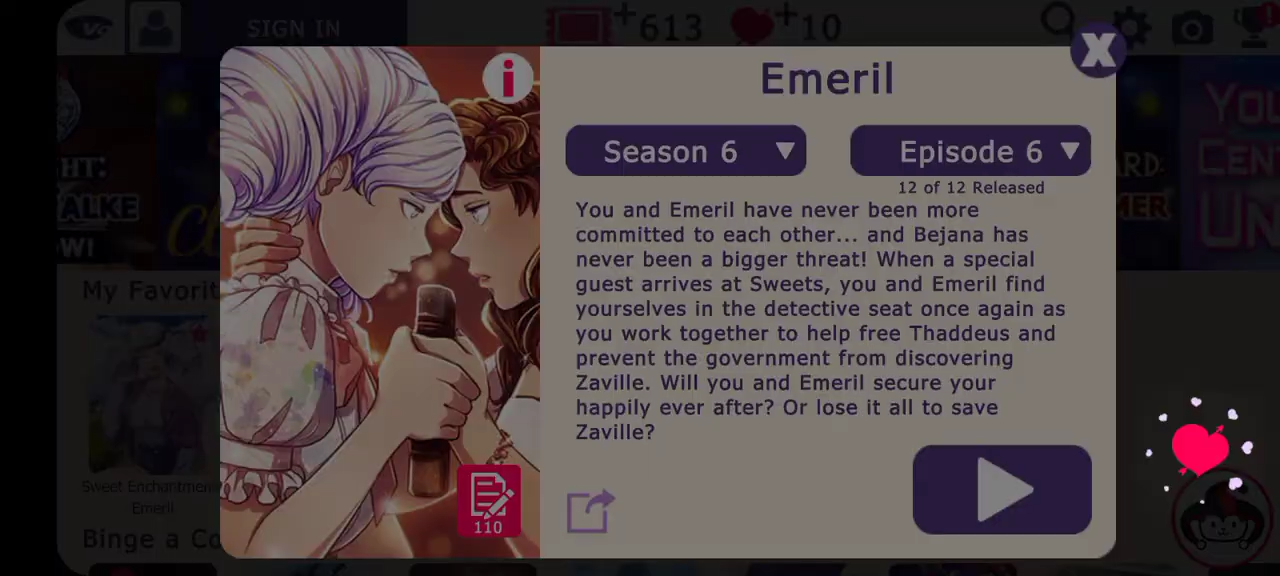 SIGN IN
+613
+10
Emeril
Season 6
Episode 6
12 of 12 Released
You and Emeril have never been more
committed to each other... and Bejana has
never been a bigger threat! When a special
guest arrives at Sweets, you and Emeril find
yourselves in the detective seat once again as
you work together to help free Thaddeus and
prevent the government from discovering
Zaville. Will you and Emeril secure your
happily ever after? Or lose it all to save
Zaville?
110
My Favorit
Sweet Enchantmen
Emeril
Binge a Co